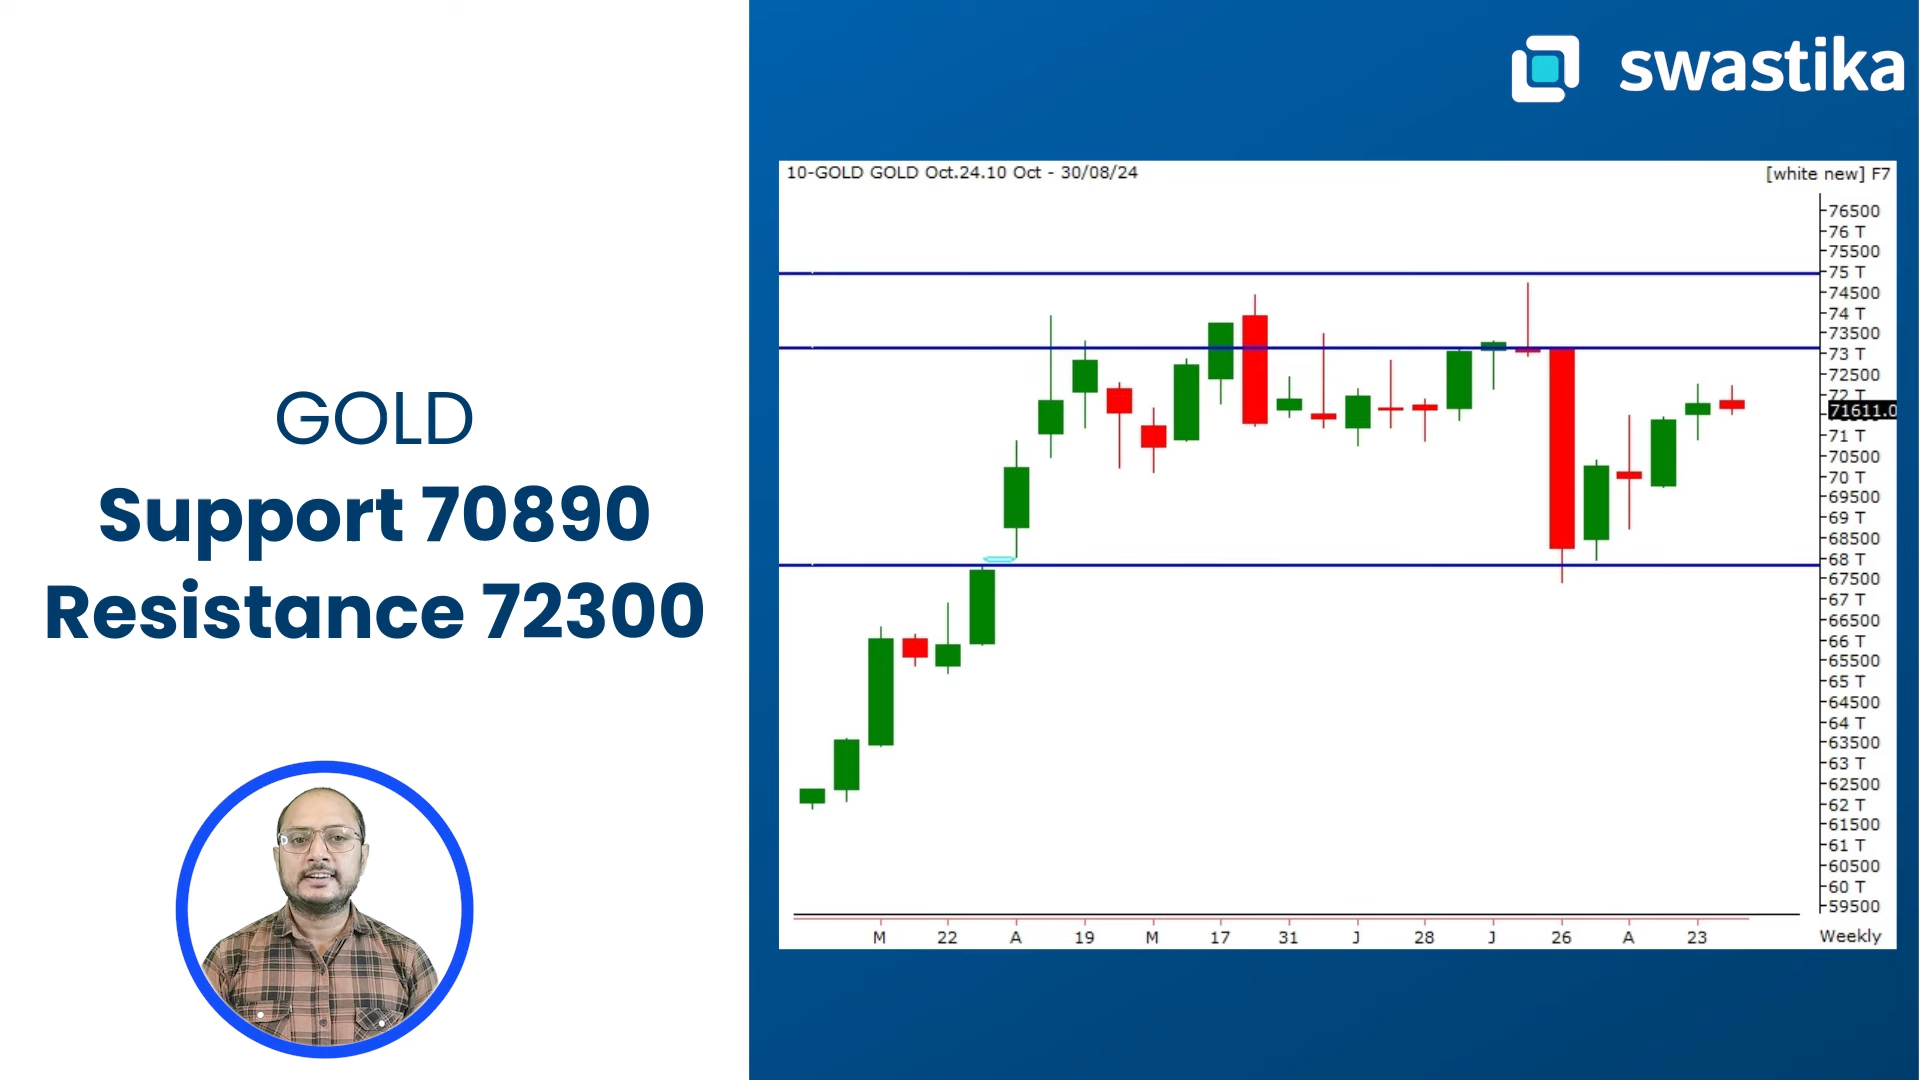 swastika
GOLD
Support 70890
Resistance 72300
10-GOLD GOLD Oct.24.10 Oct - 30/08/24
[white new] F7
76500
76 T
75500
75 T
74500
74 T
73500
73 T
72500
72 T
71611.0
71 T
70500
70 T
69500
69 T
68500
68 T
67500
67 T
66500
66 T
65500
65 T
64500
64 T
63500
63 T
62500
62 T
61500
61 T
60500
60 T
59500
M 22 A 19 M 17 31 J 28 J 26 A 23
Weekly